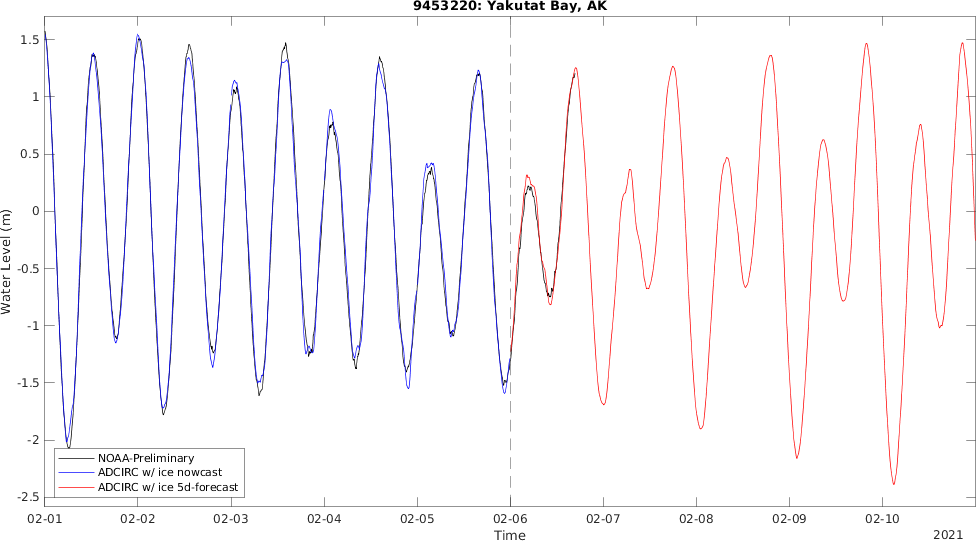 9453220: Yakutat Bay, AK
Water Level (m)
1.5
1
0.5
0
-0.5
-1
-1.5
-2
-2.5
NOAA-Preliminary
ADCIRC w/ ice nowcast
ADCIRC w/ ice 5d-forecast
02-01 02-02 02-03 02-04 02-05 02-06 02-07 02-08 02-09 02-10
Time
2021